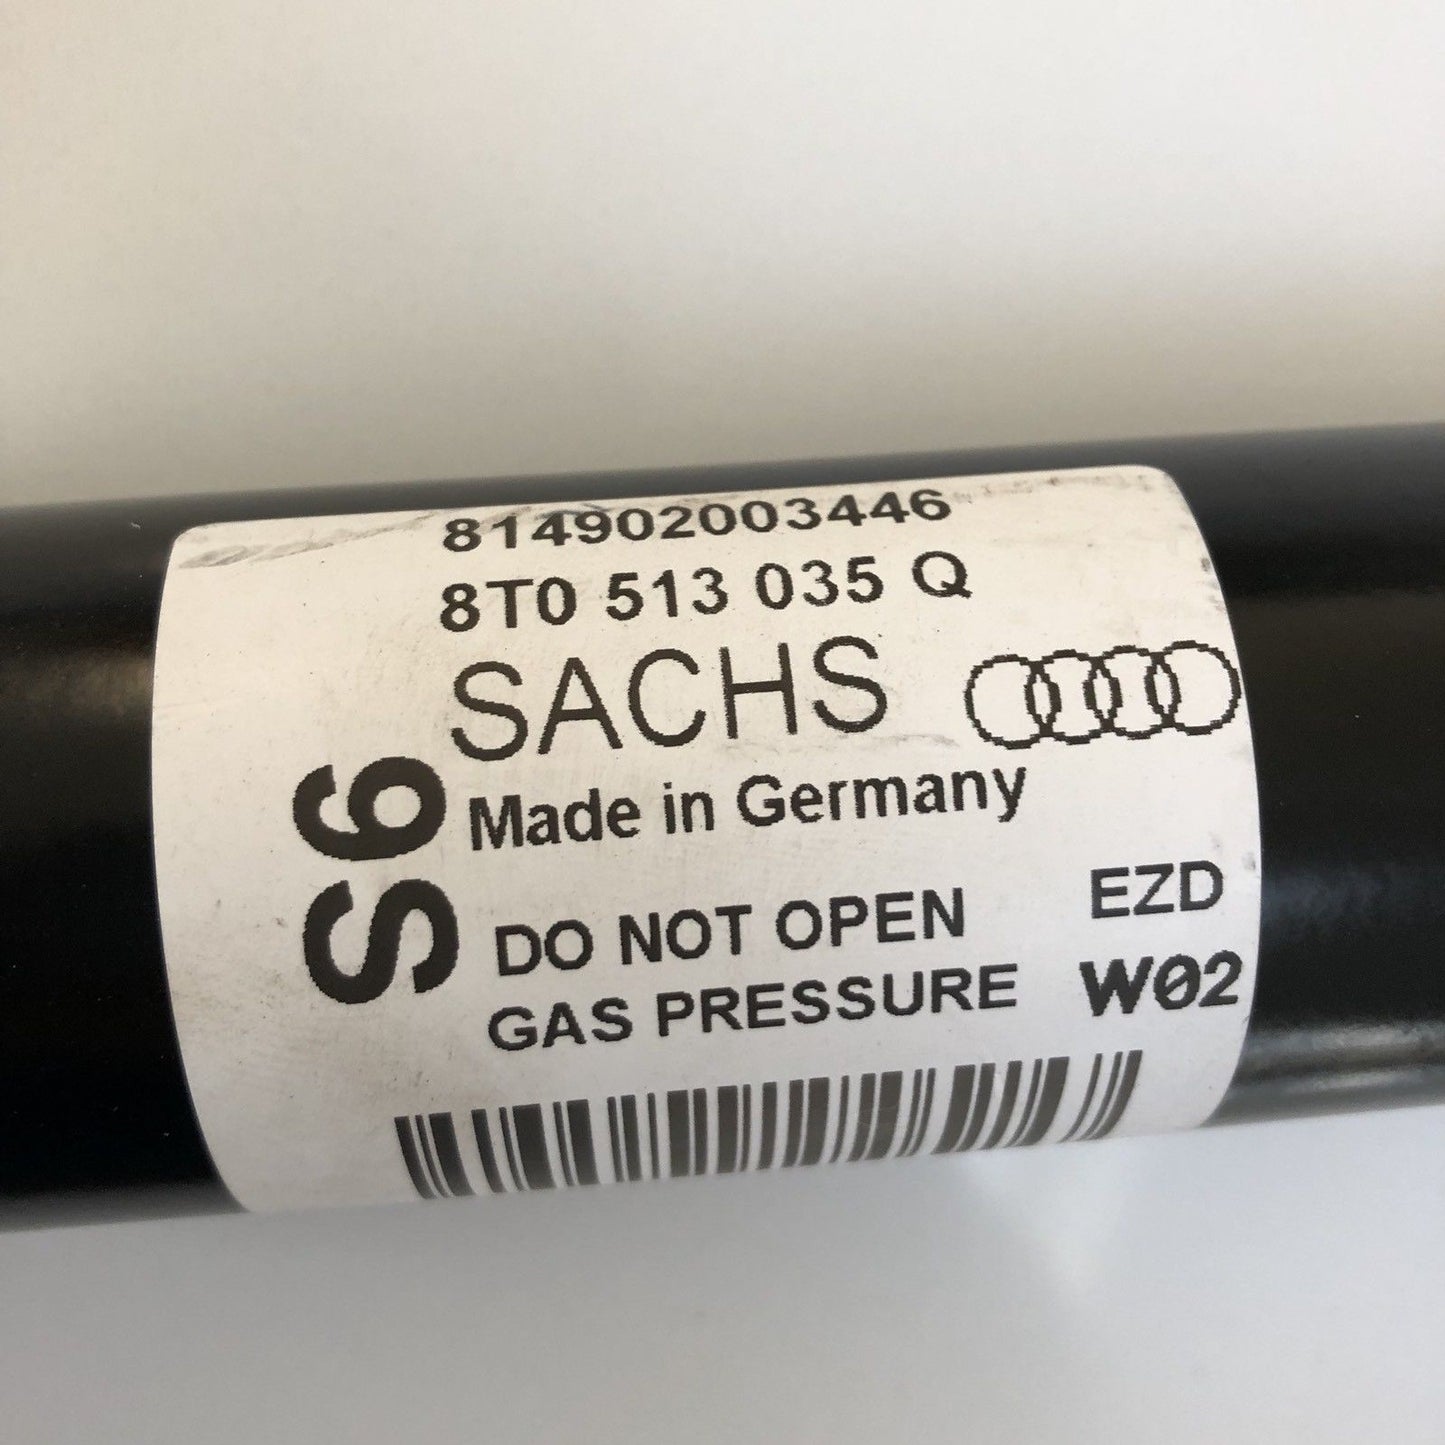 814902003446
8T0 513 035 Q
SACHS
Made in Germany
S6
DO NOT OPEN
GAS PRESSURE
EZD
W02